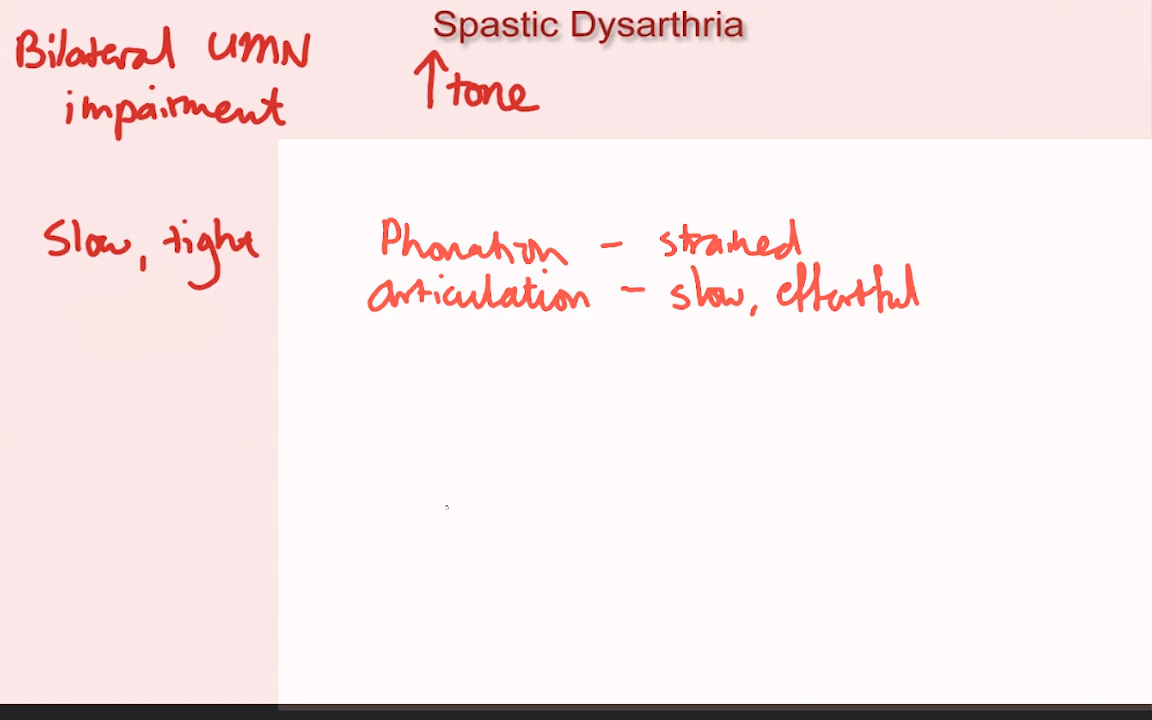 Spastic Dysarthria
Bilateral UMN
impairment
↑ tone
Slow, tight
Phonation - strained
articulation - slow, effortful